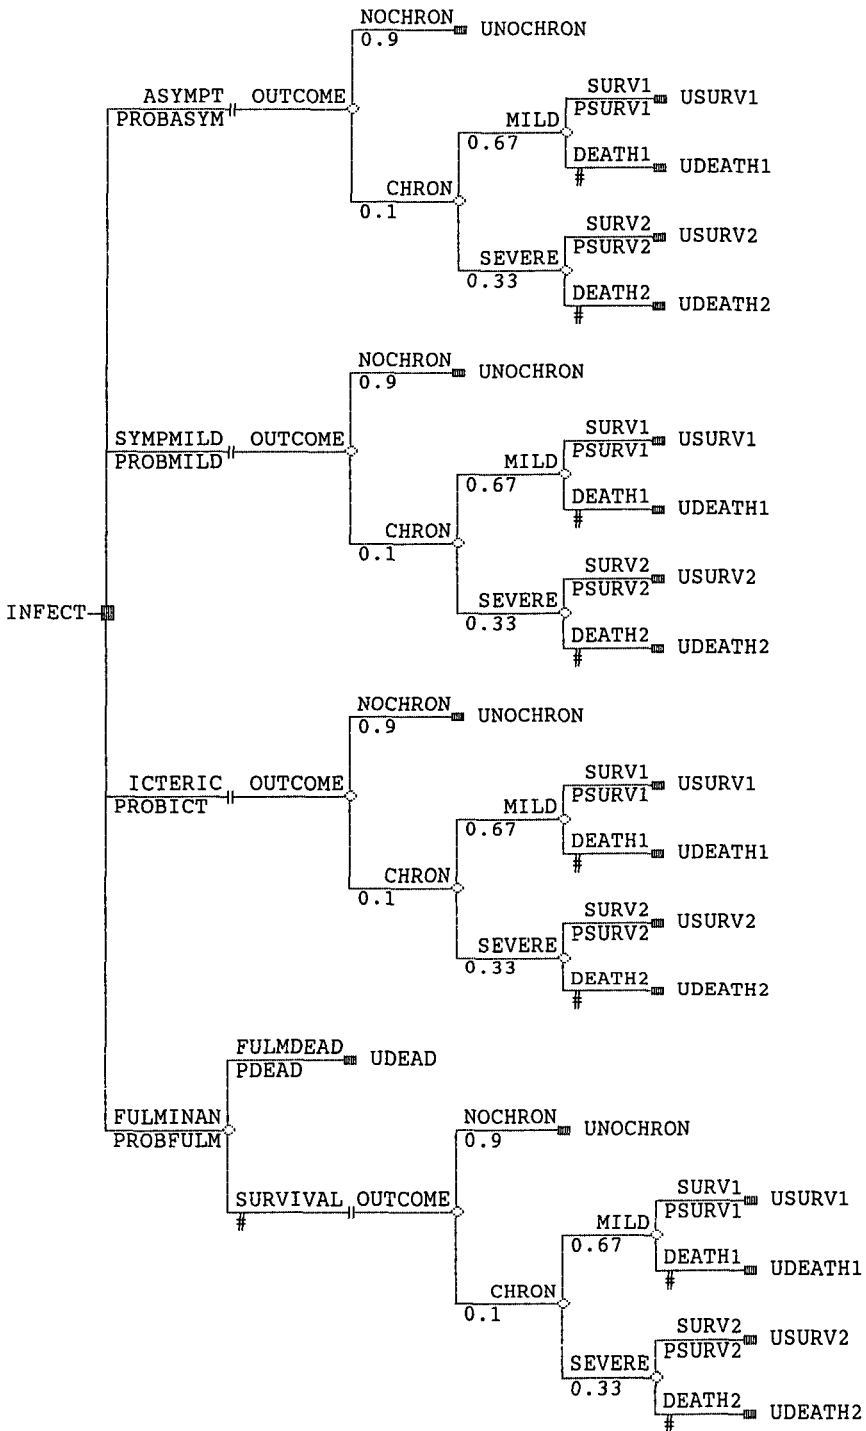 NOCHRON
0.9
UNOCHRON
ASYMPT
PROBASYM
OUTCOME
SURV1
PSURV1
USURV1
MILD
0.67
DEATH1
#
UDEATH1
CHRON
0.1
SURV2
PSURV2
USURV2
SEVERE
0.33
DEATH2
#
UDEATH2
NOCHRON
0.9
UNOCHRON
SYMPMILD
PROBMILD
OUTCOME
SURV1
PSURV1
USURV1
MILD
0.67
DEATH1
#
UDEATH1
CHRON
0.1
SURV2
PSURV2
USURV2
SEVERE
0.33
DEATH2
#
UDEATH2
INFECT
NOCHRON
0.9
UNOCHRON
ICTERIC
PROBICT
OUTCOME
SURV1
PSURV1
USURV1
MILD
0.67
DEATH1
#
UDEATH1
CHRON
0.1
SURV2
PSURV2
USURV2
SEVERE
0.33
DEATH2
#
UDEATH2
FULMDEAD
PDEAD
UDEAD
FULMINAN
PROBFULM
NOCHRON
0.9
UNOCHRON
SURVIVAL
#
OUTCOME
SURV1
PSURV1
USURV1
MILD
0.67
DEATH1
#
UDEATH1
CHRON
0.1
SURV2
PSURV2
USURV2
SEVERE
0.33
DEATH2
#
UDEATH2